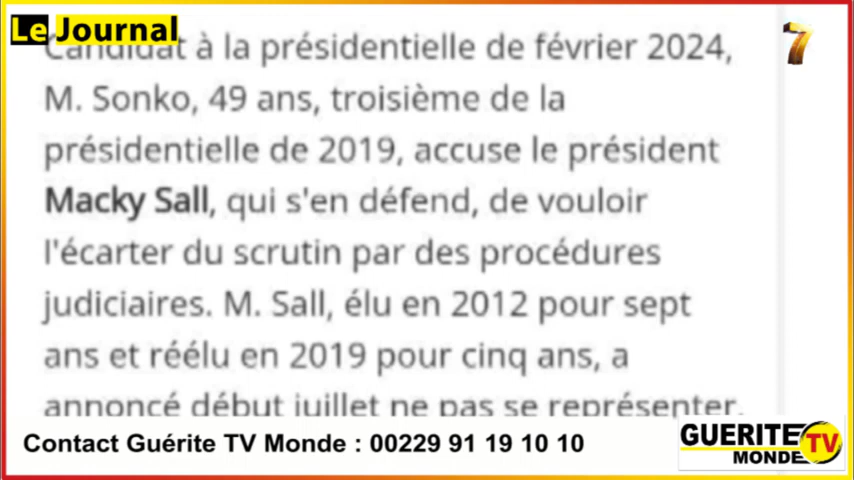 Le Journal
7
Candidat à la présidentielle de février 2024,
M. Sonko, 49 ans, troisième de la
présidentielle de 2019, accuse le président
Macky Sall, qui s'en défend, de vouloir
l'écarter du scrutin par des procédures
judiciaires. M. Sall, élu en 2012 pour sept
ans et réélu en 2019 pour cinq ans, a
annoncé début juillet ne pas se représenter.
Contact Guérite TV Monde : 00229 91 19 10 10
GUERITE TV
MONDE